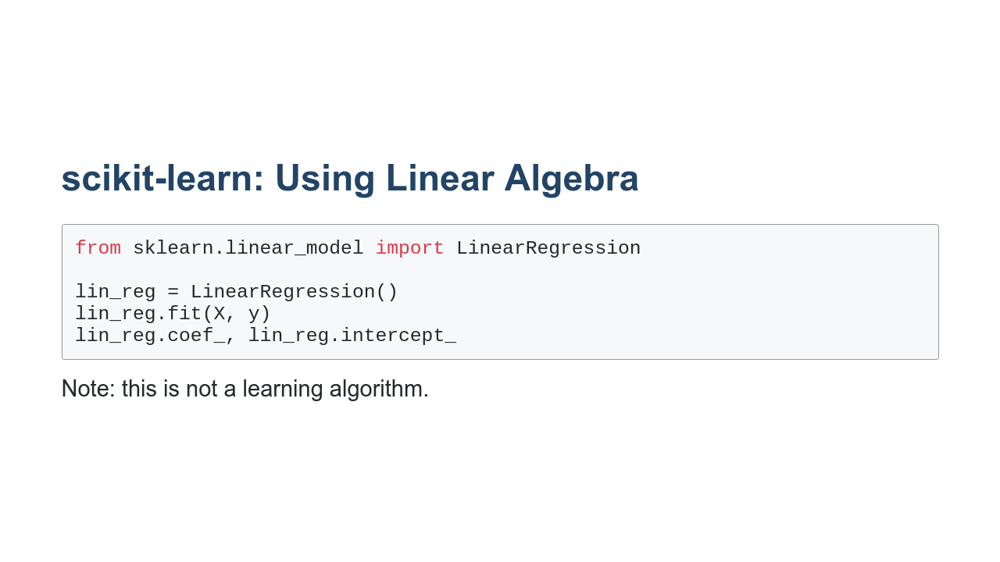 scikit-learn: Using Linear Algebra
from sklearn.linear_model import LinearRegression
lin_reg = LinearRegression()
lin_reg.fit(X, y)
lin_reg.coef_, lin_reg.intercept_
Note: this is not a learning algorithm.